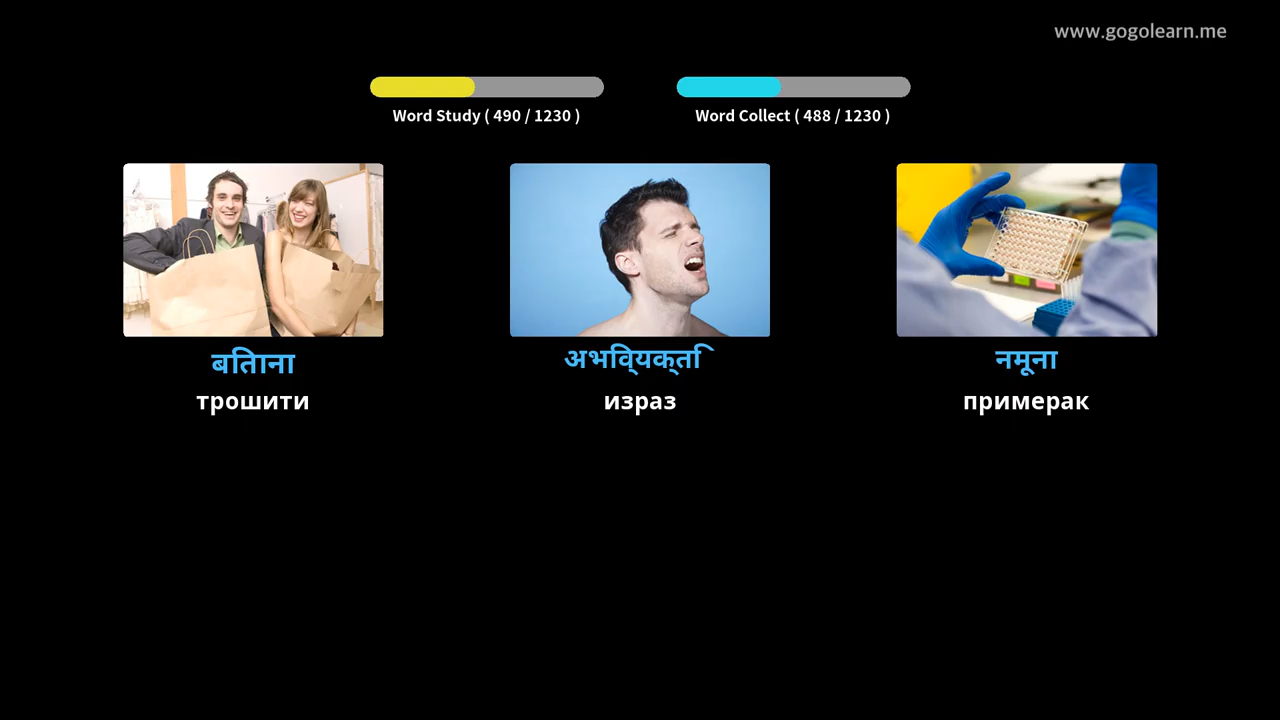 www.gogolearn.me
Word Study ( 490 / 1230 )
Word Collect ( 488 / 1230 )
बिताना
अभिव्यक्ति
नमूना
трошити
израз
примерак